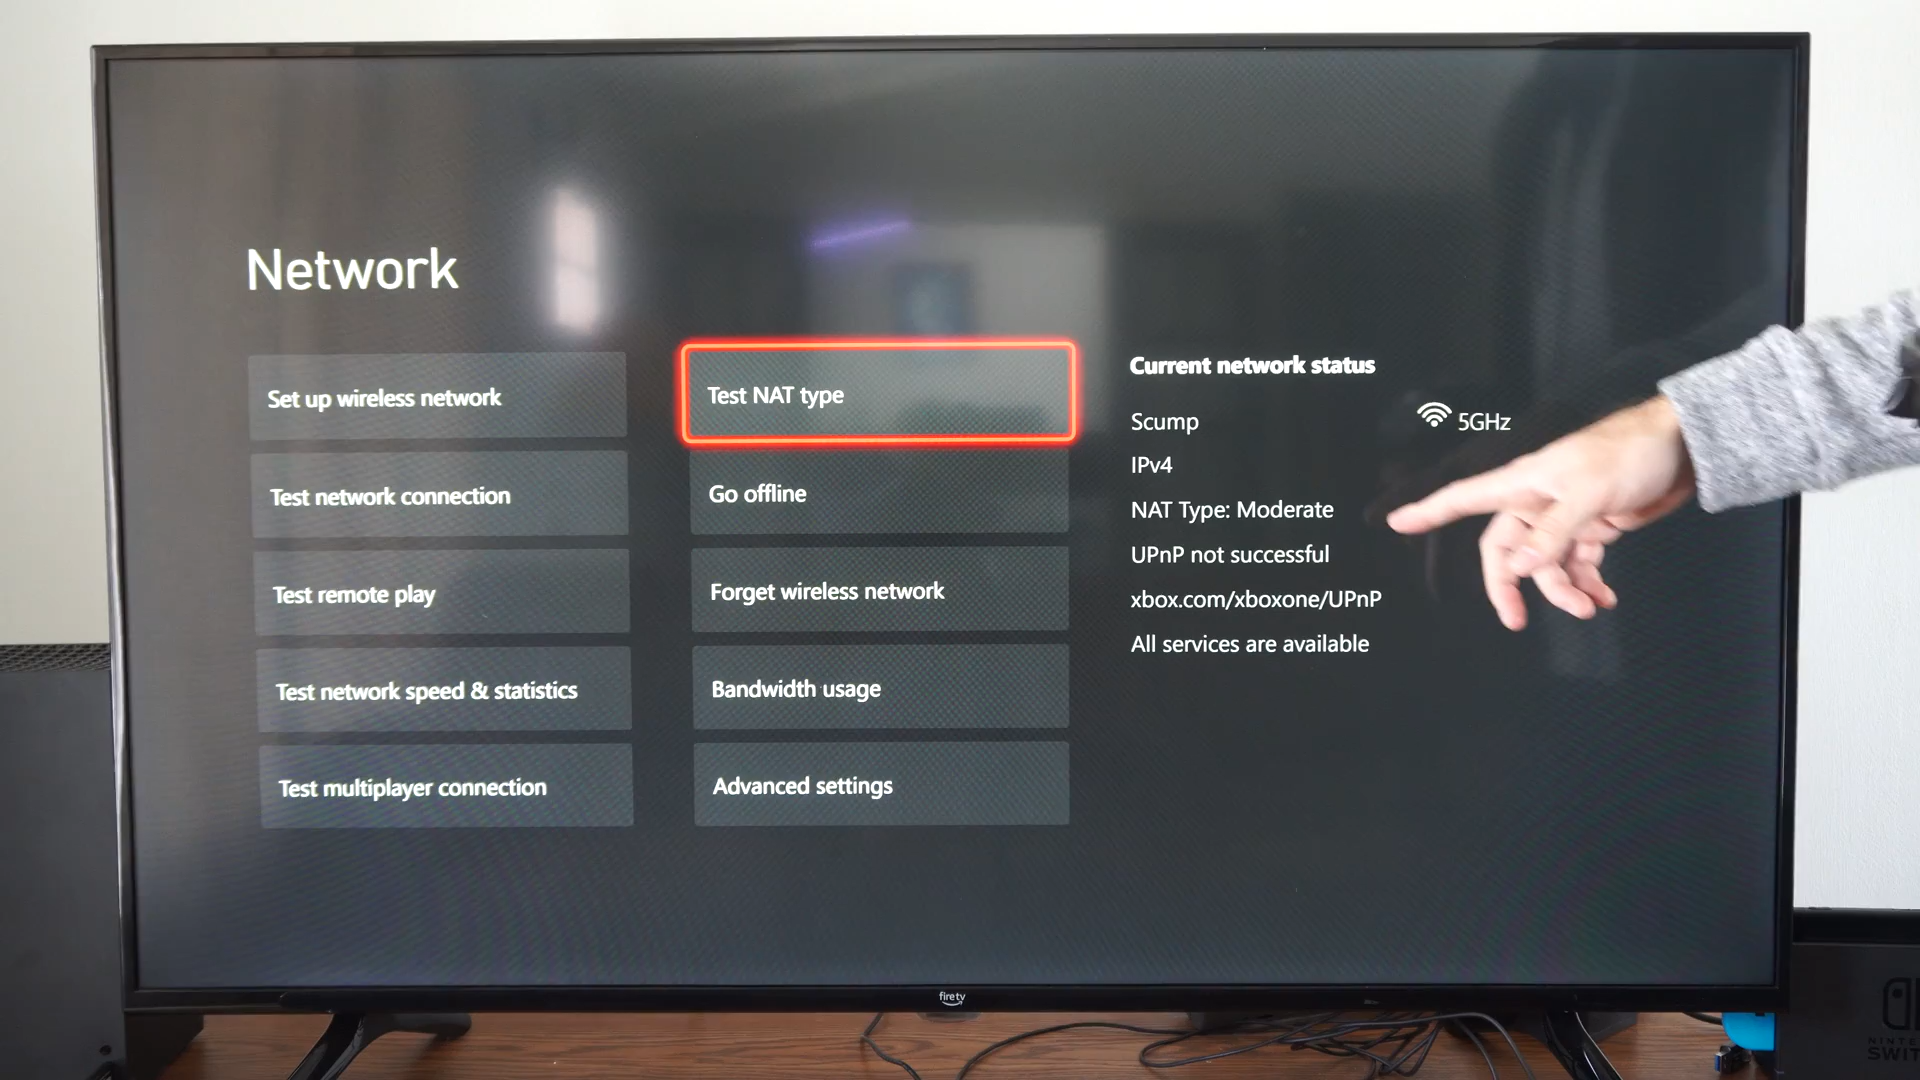 Network
Set up wireless network
Test network connection
Test remote play
Test network speed & statistics
Test multiplayer connection
Test NAT type
Go offline
Forget wireless network
Bandwidth usage
Advanced settings
Current network status
Scump
5GHz
IPv4
NAT Type: Moderate
UPnP not successful
xbox.com/xboxone/UPnP
All services are available
firetv